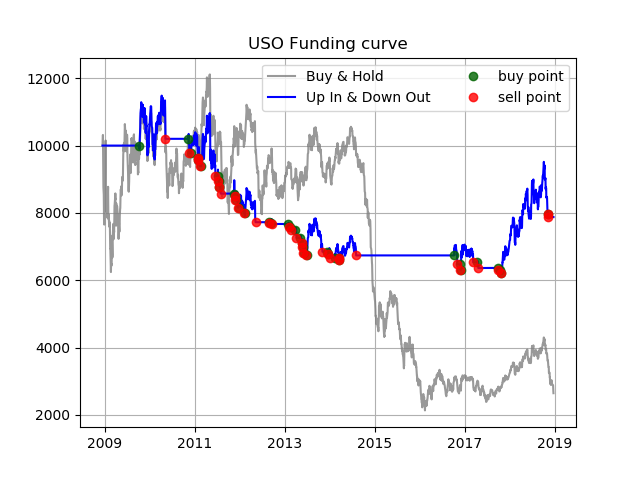 USO Funding curve
Buy & Hold
Up In & Down Out
buy point
sell point
12000
10000
8000
6000
4000
2000
2009 2011 2013 2015 2017 2019